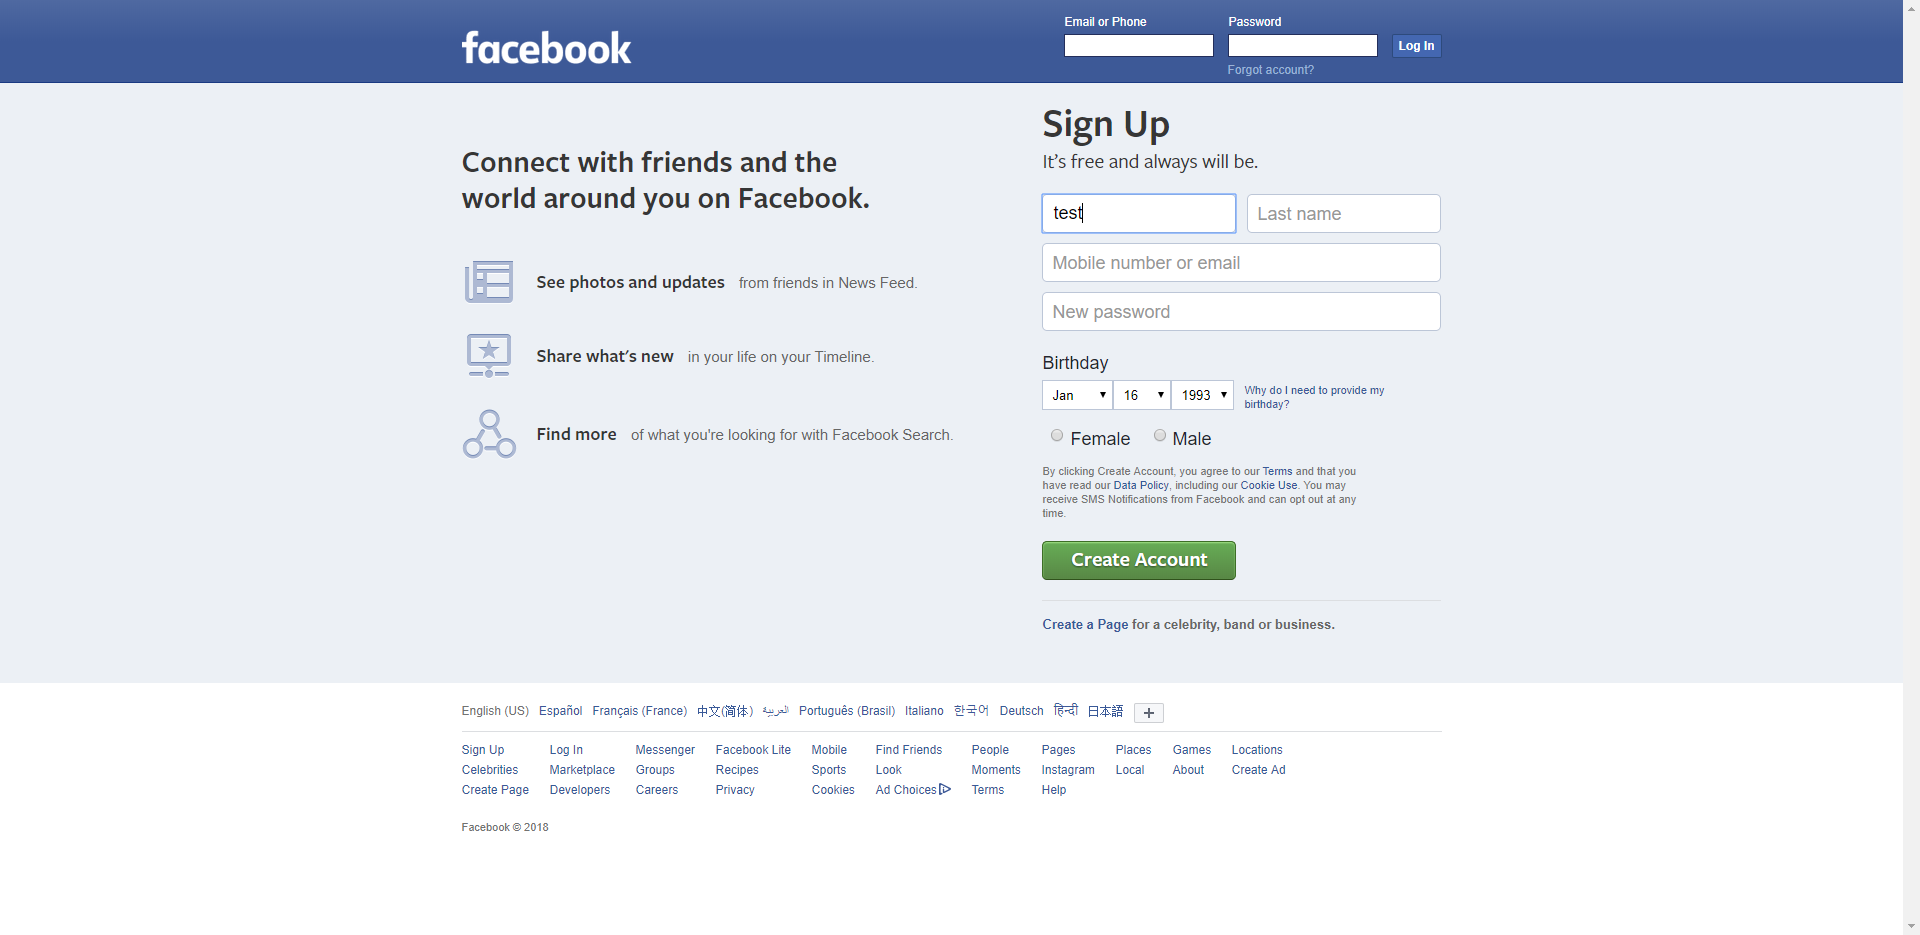 facebook
Email or Phone
Password
Log In
Forgot account?
Connect with friends and the
world around you on Facebook.
See photos and updates from friends in News Feed.
Share what's new in your life on your Timeline.
Find more of what you're looking for with Facebook Search.
Sign Up
It's free and always will be.
test
Last name
Mobile number or email
New password
Birthday
Jan 16 1993
Why do I need to provide my
birthday?
Female Male
By clicking Create Account, you agree to our Terms and that you
have read our Data Policy, including our Cookie Use. You may
receive SMS Notifications from Facebook and can opt out at any
time.
Create Account
Create a Page for a celebrity, band or business.
English (US) Español Français (France) 中文(简体) العربية Português (Brasil) Italiano 한국어 Deutsch हिन्दी 日本語 +
Sign Up Log In Messenger Facebook Lite Mobile Find Friends People Pages Places Games Locations
Celebrities Marketplace Groups Recipes Sports Look Moments Instagram Local About Create Ad
Create Page Developers Careers Privacy Cookies Ad Choices Terms Help
Facebook © 2018